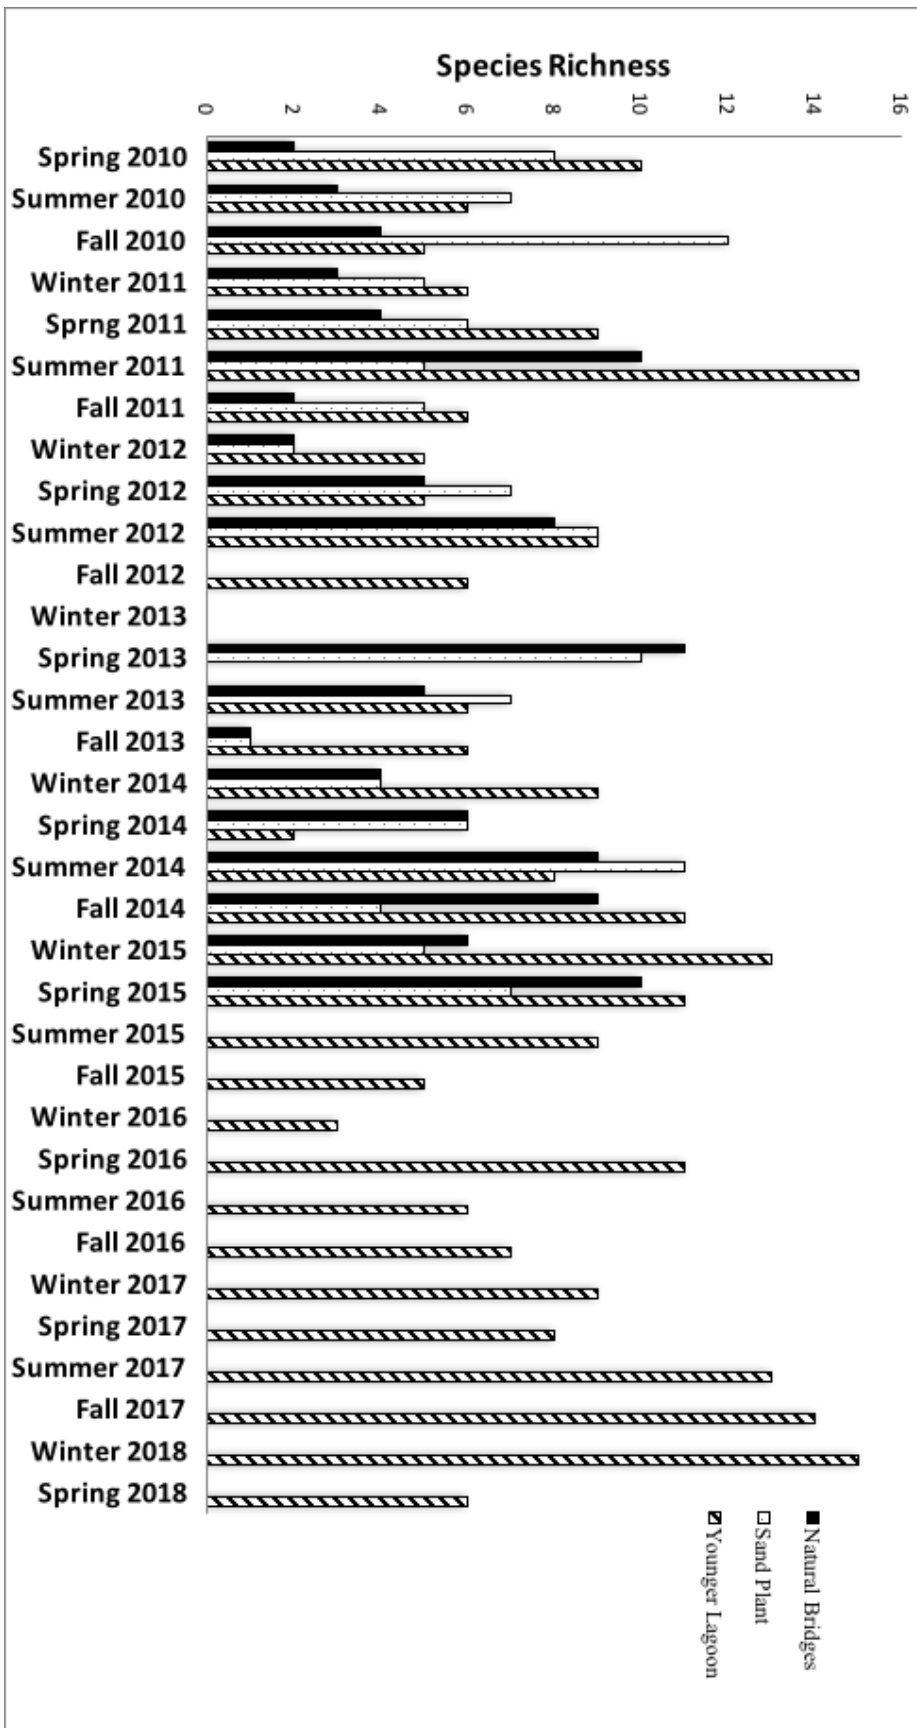 Species Richness
0
2
4
6
8
10
12
14
16
Spring 2010
Summer 2010
Fall 2010
Winter 2011
Sprng 2011
Summer 2011
Fall 2011
Winter 2012
Spring 2012
Summer 2012
Fall 2012
Winter 2013
Spring 2013
Summer 2013
Fall 2013
Winter 2014
Spring 2014
Summer 2014
Fall 2014
Winter 2015
Spring 2015
Summer 2015
Fall 2015
Winter 2016
Spring 2016
Summer 2016
Fall 2016
Winter 2017
Spring 2017
Summer 2017
Fall 2017
Winter 2018
Spring 2018
Natural Bridges
Sand Plant
Younger Lagoon